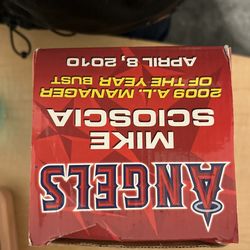 ANGELS
MIKE
SCIOSCIA
2009 A.L. MANAGER
OF THE YEAR BUST
APRIL 8, 2010